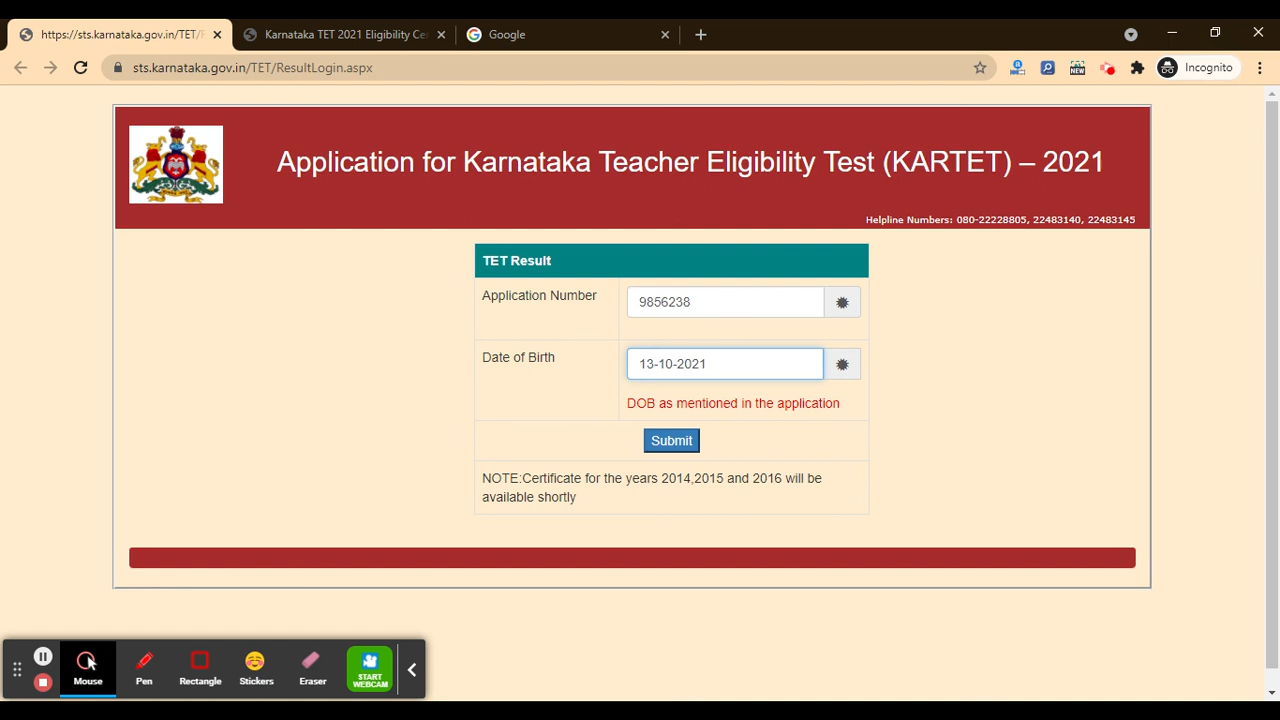 https://sts.karnataka.gov.in/TET/
Karnataka TET 2021 Eligibility Ce
Google
sts.karnataka.gov.in/TET/ResultLogin.aspx
NEW
Incognito
Application for Karnataka Teacher Eligibility Test (KARTET) – 2021
Helpline Numbers: 080-22228805, 22483140, 22483145
TET Result
Application Number
9856238
Date of Birth
13-10-2021
DOB as mentioned in the application
Submit
NOTE:Certificate for the years 2014,2015 and 2016 will be
available shortly
Mouse
Pen
Rectangle
Stickers
Eraser
START
WEBCAM